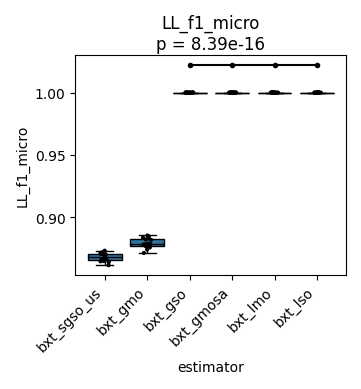 LL_f1_micro
p = 8.39e-16
LL_f1_micro
1.00
0.95
0.90
bxt_sgso_us
bxt_gmo
bxt_gso
bxt_gmosa
bxt_lmo
bxt_lso
estimator